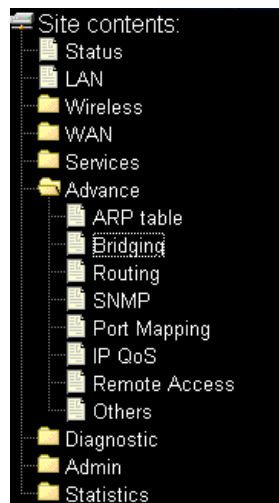 Site contents:
Status
LAN
Wireless
WAN
Services
Advance
ARP table
Bridging
Routing
SNMP
Port Mapping
IP QoS
Remote Access
Others
Diagnostic
Admin
Statistics